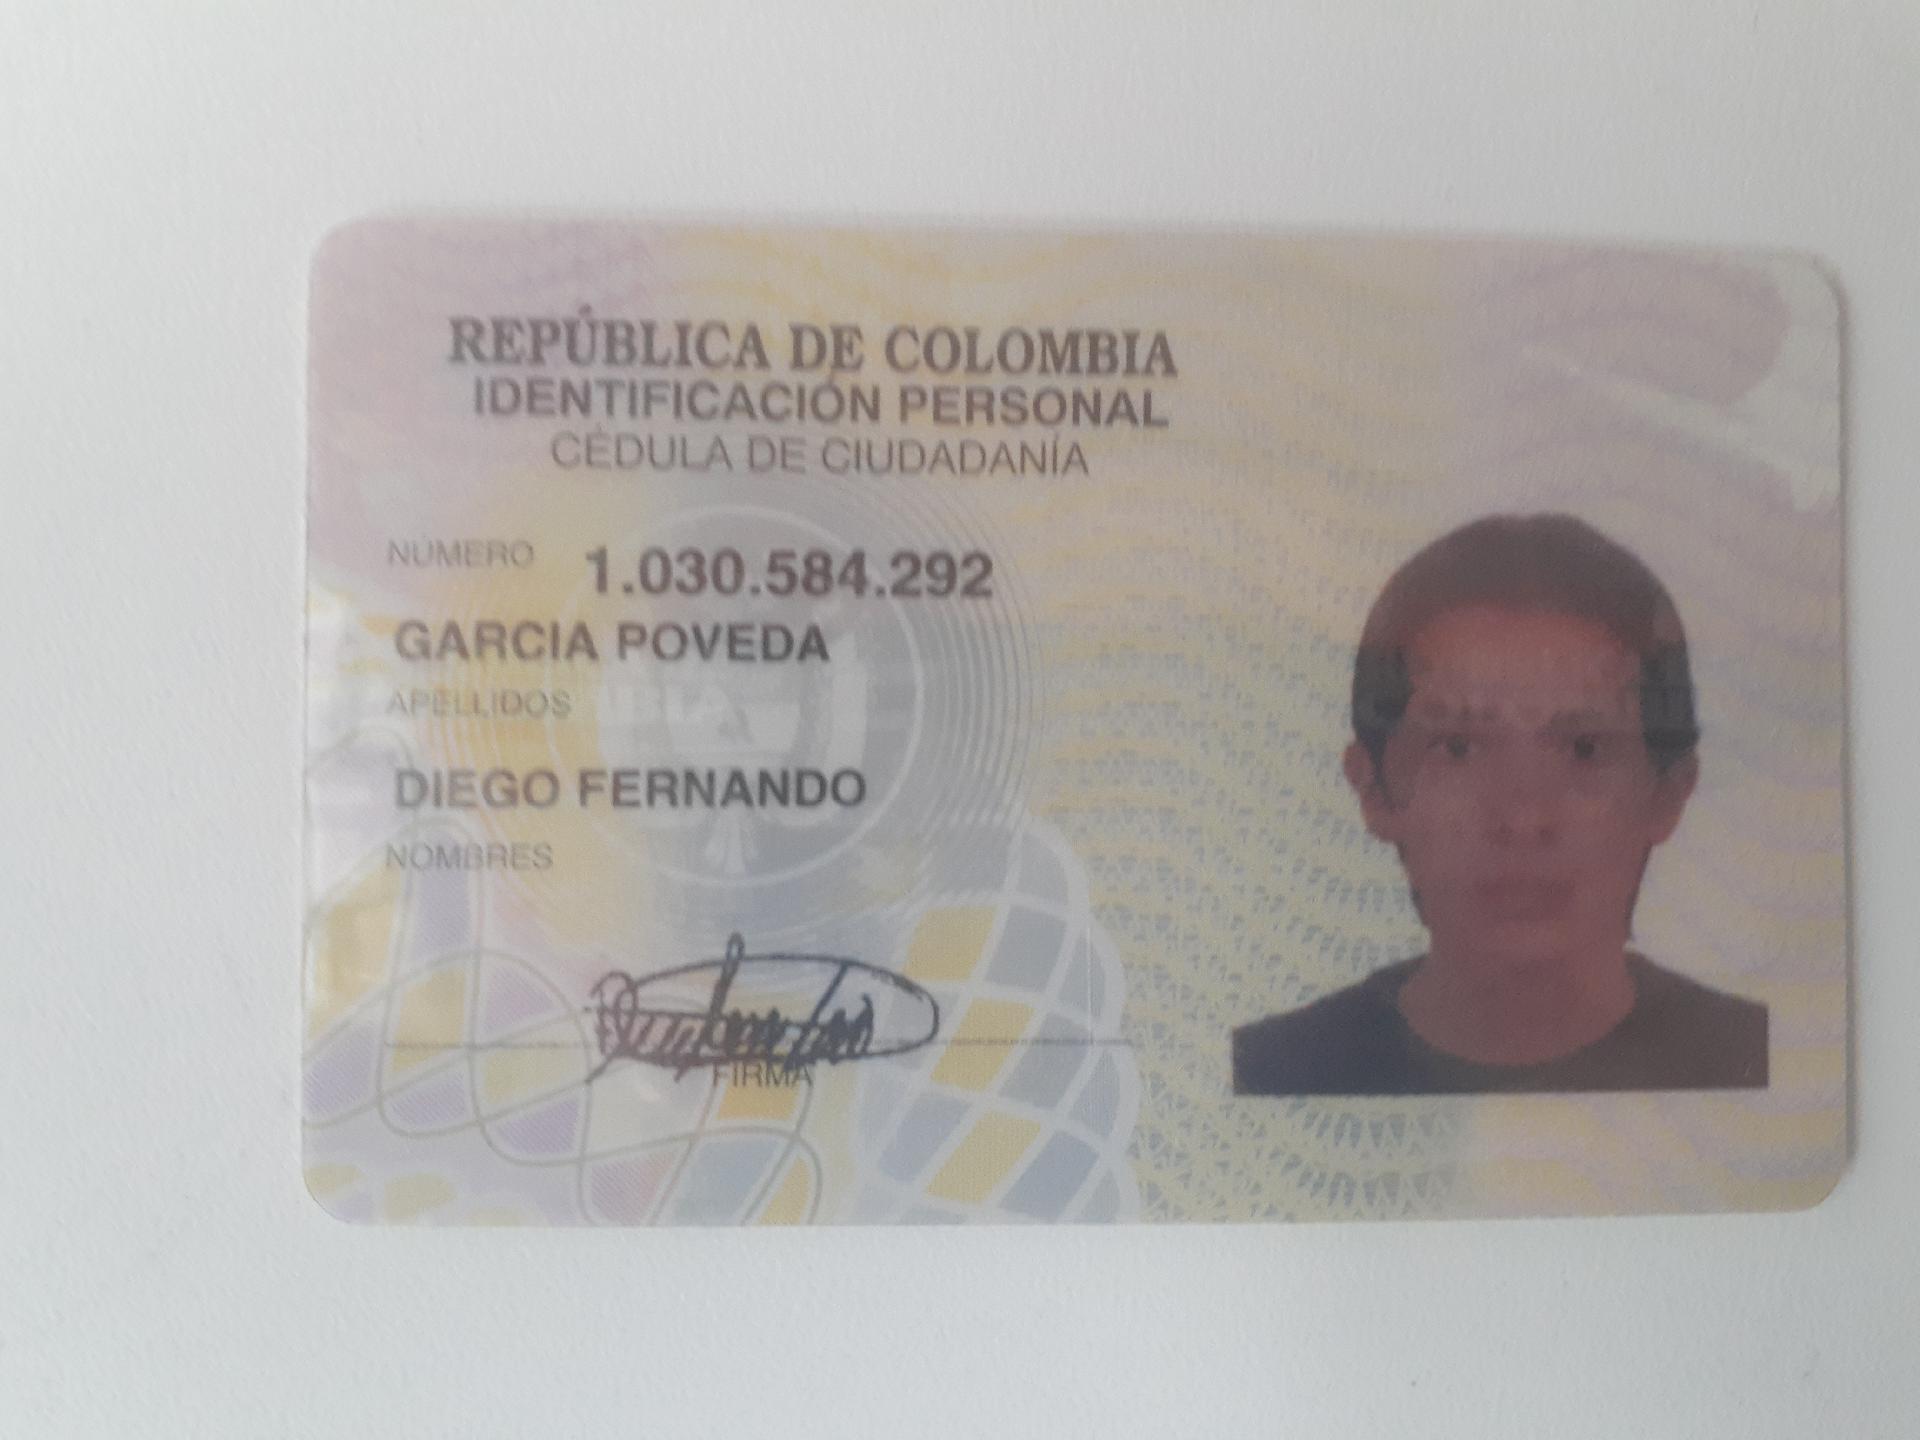 REPÚBLICA DE COLOMBIA
IDENTIFICACIÓN PERSONAL
CÉDULA DE CIUDADANÍA
NÚMERO 1.030.584.292
GARCIA POVEDA
APELLIDOS
DIEGO FERNANDO
NOMBRES
FIRMA